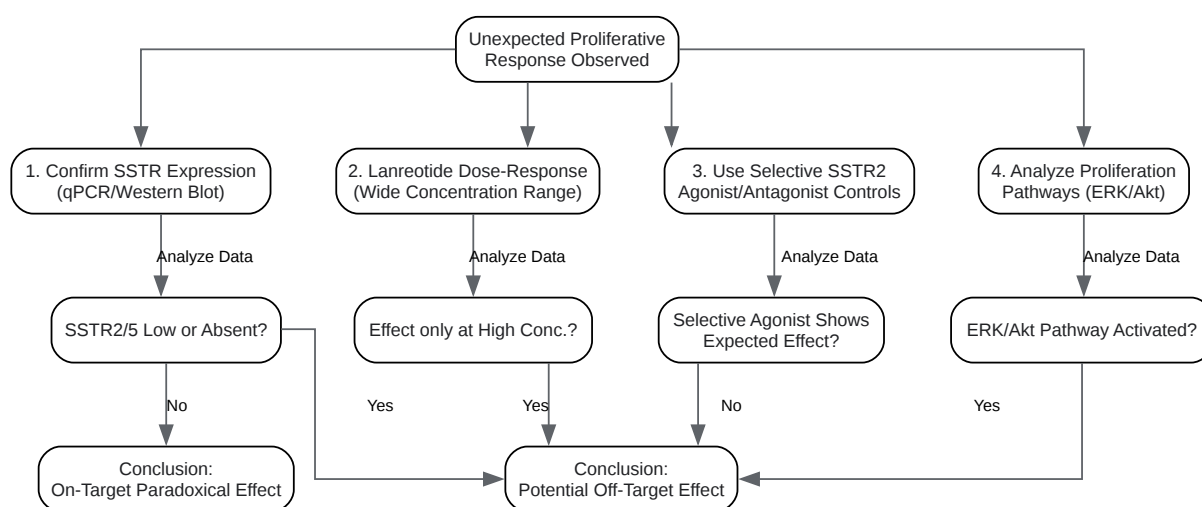 Unexpected Proliferative
Response Observed
1. Confirm SSTR Expression
(qPCR/Western Blot)
2. Lanreotide Dose-Response
(Wide Concentration Range)
3. Use Selective SSTR2
Agonist/Antagonist Controls
4. Analyze Proliferation
Pathways (ERK/Akt)
Analyze Data
Analyze Data
Analyze Data
Analyze Data
SSTR2/5 Low or Absent?
Effect only at High Conc.?
Selective Agonist Shows
Expected Effect?
ERK/Akt Pathway Activated?
No
Yes
Yes
No
Yes
Conclusion:
On-Target Paradoxical Effect
Conclusion:
Potential Off-Target Effect